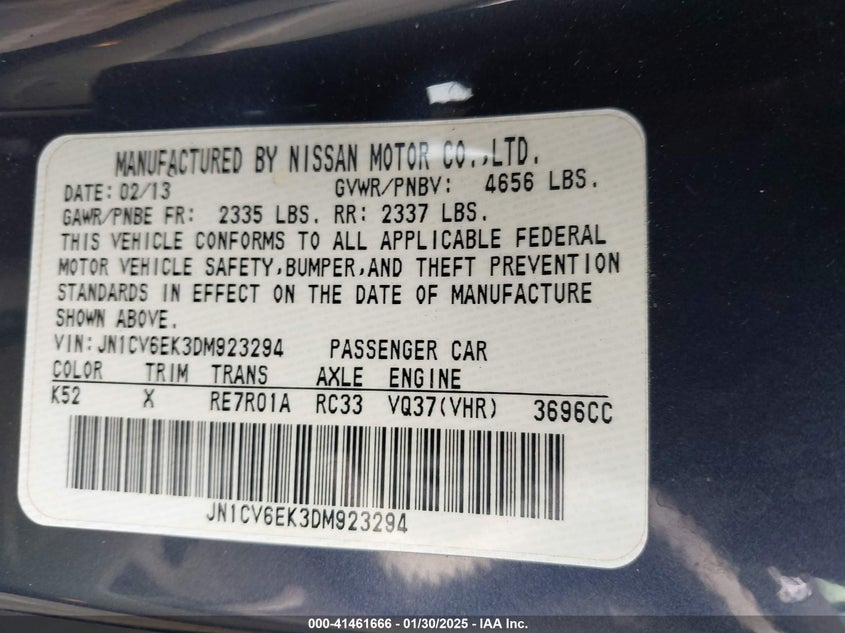 MANUFACTURED BY NISSAN MOTOR CO.,LTD.
DATE: 02/13 GVWR/PNBV: 4656 LBS.
GAWR/PNBE FR: 2335 LBS. RR: 2337 LBS.
THIS VEHICLE CONFORMS TO ALL APPLICABLE FEDERAL
MOTOR VEHICLE SAFETY,BUMPER,AND THEFT PREVENTION
STANDARDS IN EFFECT ON THE DATE OF MANUFACTURE
SHOWN ABOVE.
VIN: JN1CV6EK3DM923294 PASSENGER CAR
COLOR TRIM TRANS AXLE ENGINE
K52 X RE7R01A RC33 VQ37(VHR) 3696CC
JN1CV6EK3DM923294
000-41461666 - 01/30/2025 - IAA Inc.